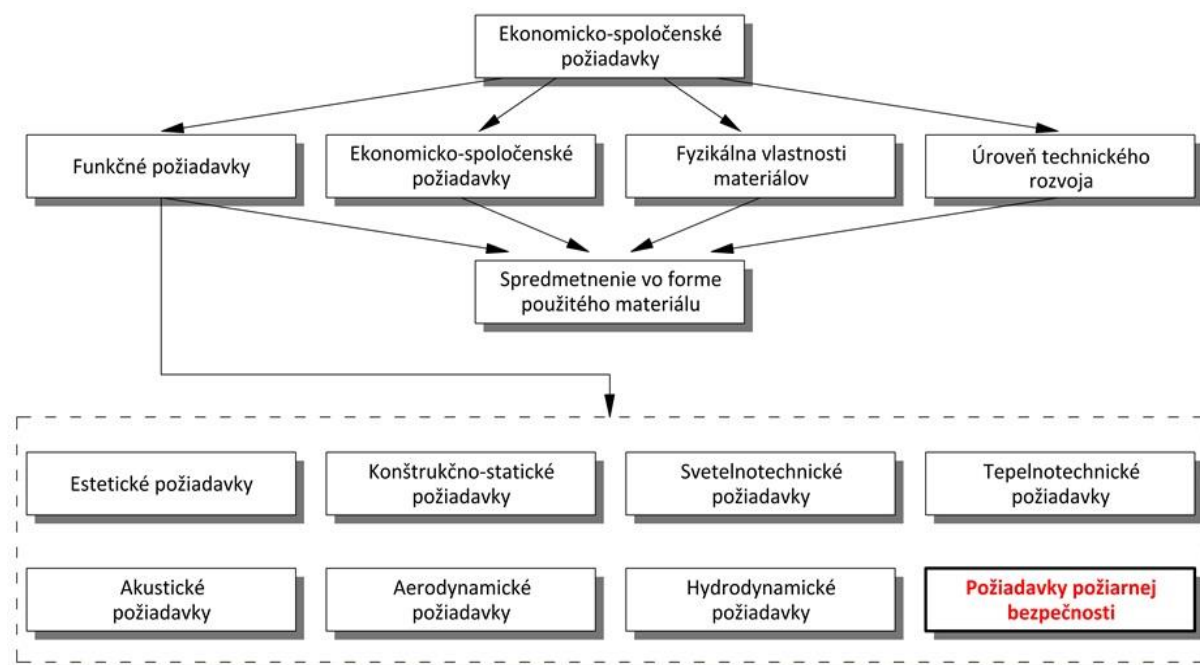 Ekonomicko-spoločenské
požiadavky
Funkčné požiadavky
Ekonomicko-spoločenské
požiadavky
Fyzikálna vlastnosti
materiálov
Úroveň technického
rozvoja
Spredmetnenie vo forme
použitého materiálu
Estetické požiadavky
Konštrukčno-statické
požiadavky
Svetelnotechnické
požiadavky
Tepelnotechnické
požiadavky
Akustické
požiadavky
Aerodynamické
požiadavky
Hydrodynamické
požiadavky
Požiadavky požiarnej
bezpečnosti